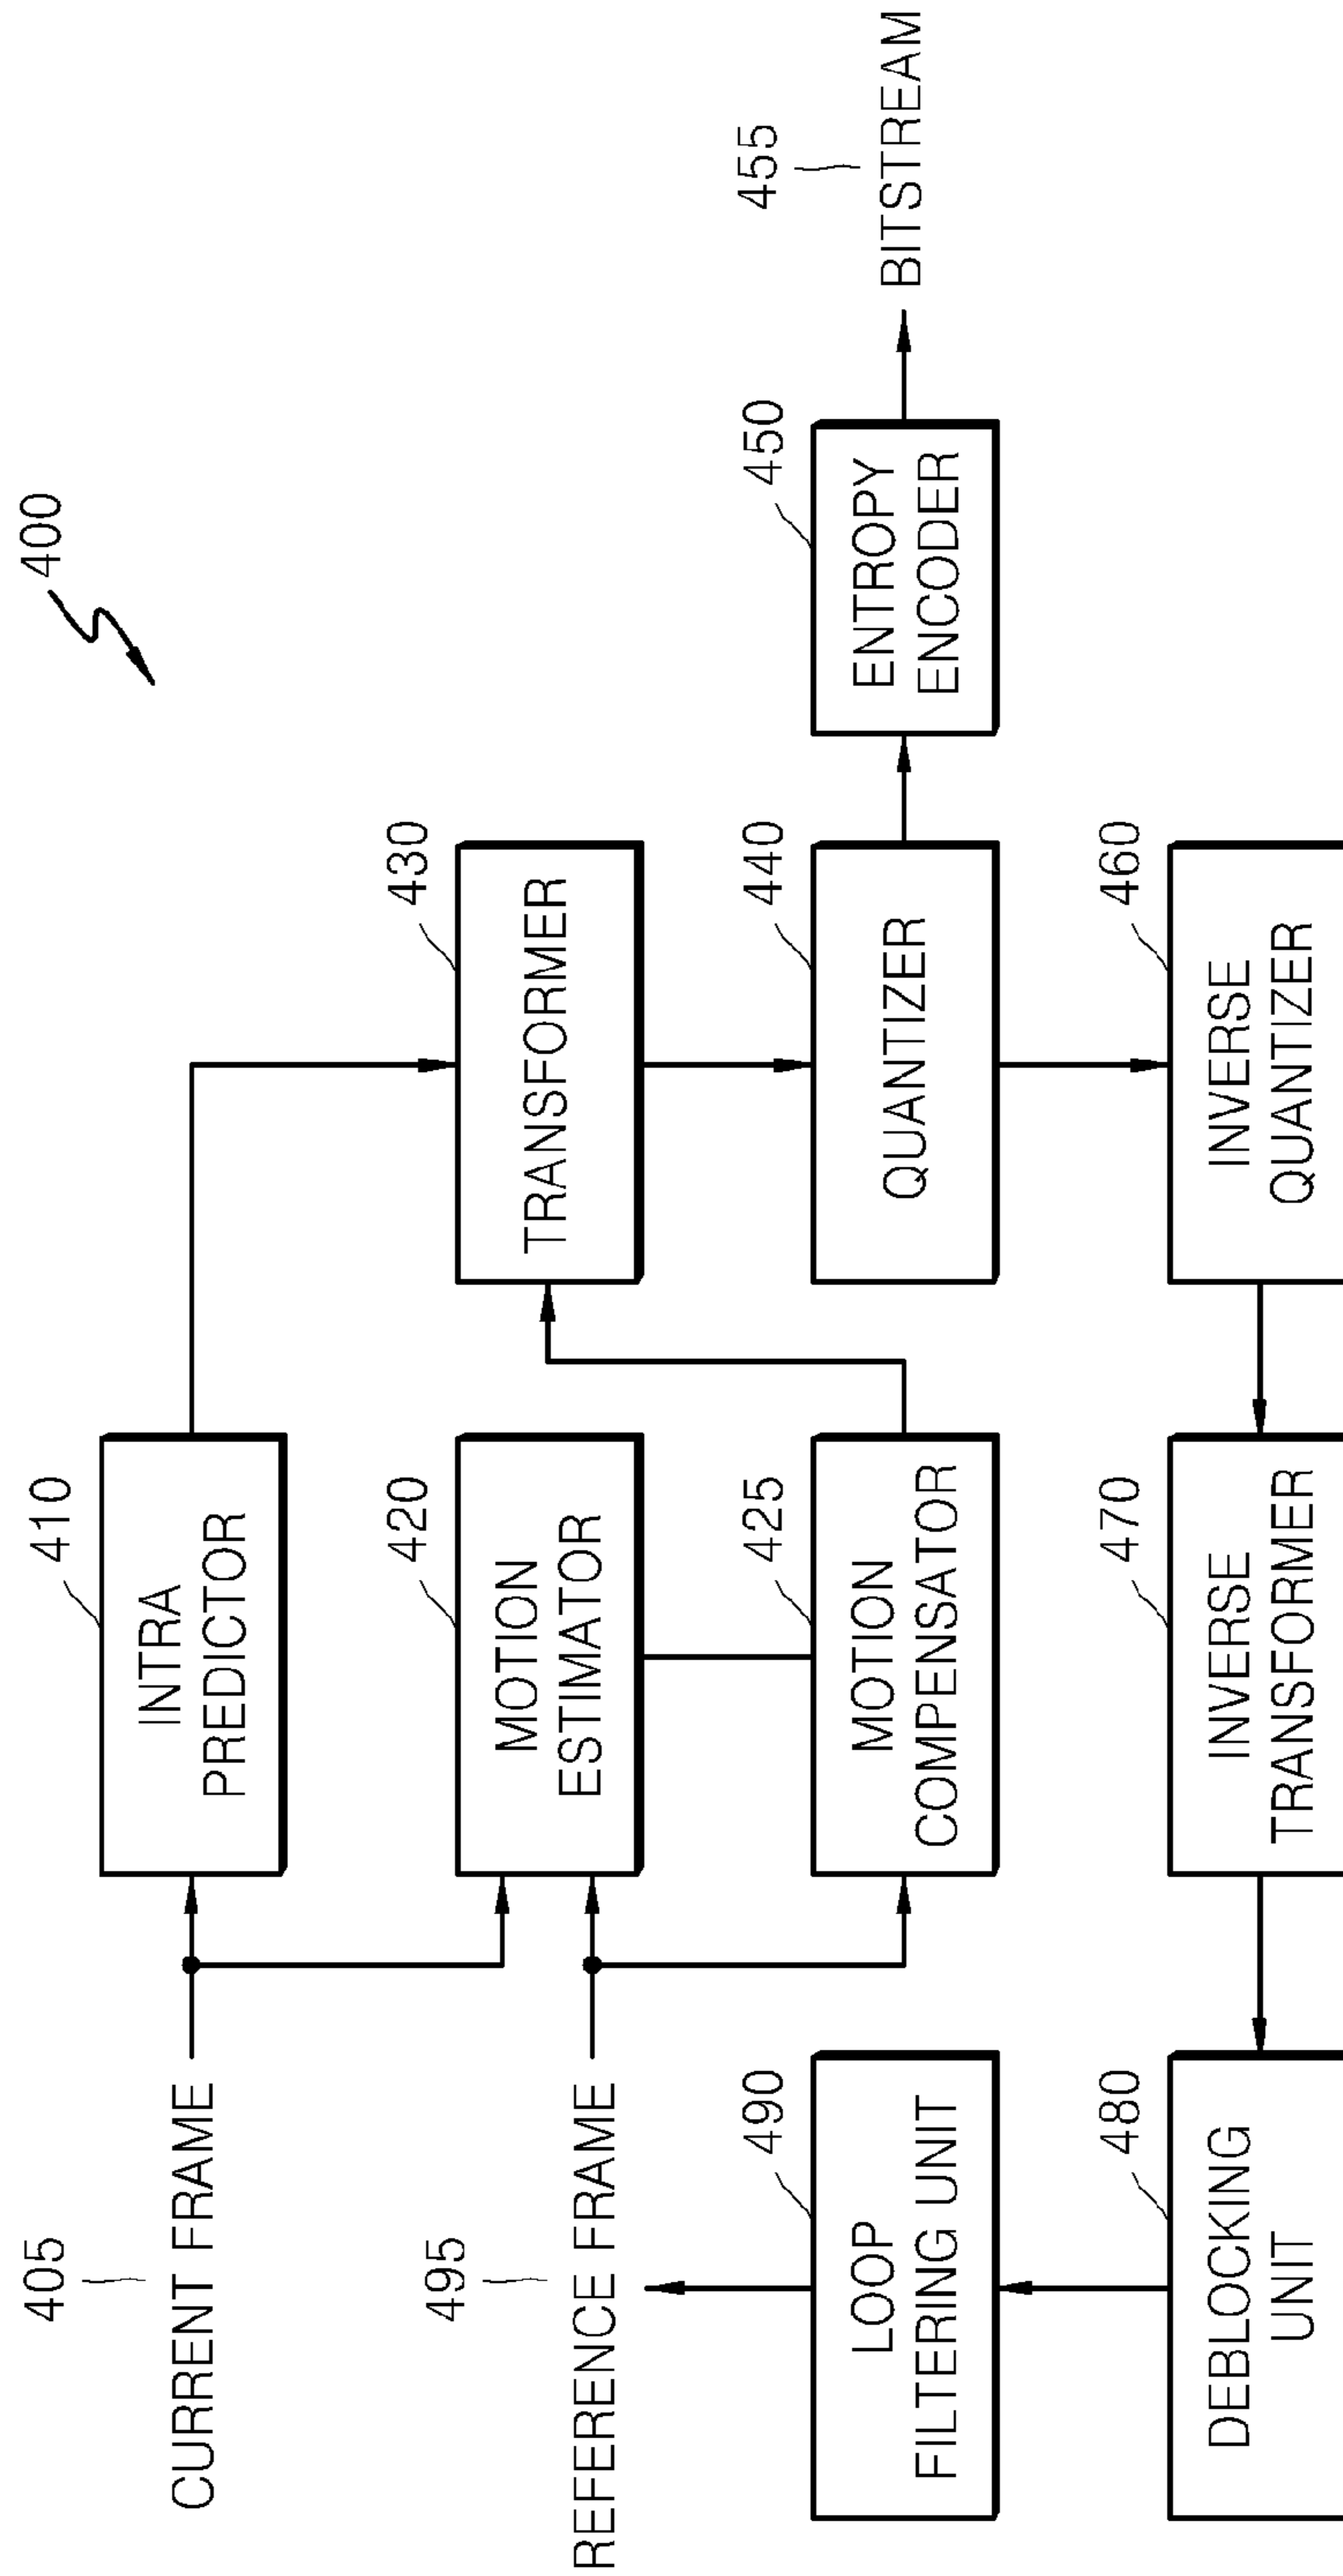 400
405
CURRENT FRAME
410
INTRA
PREDICTOR
495
REFERENCE FRAME
420
MOTION
ESTIMATOR
430
TRANSFORMER
490
LOOP
FILTERING UNIT
425
MOTION
COMPENSATOR
440
QUANTIZER
450
ENTROPY
ENCODER
455
BITSTREAM
480
DEBLOCKING
UNIT
470
INVERSE
TRANSFORMER
460
INVERSE
QUANTIZER